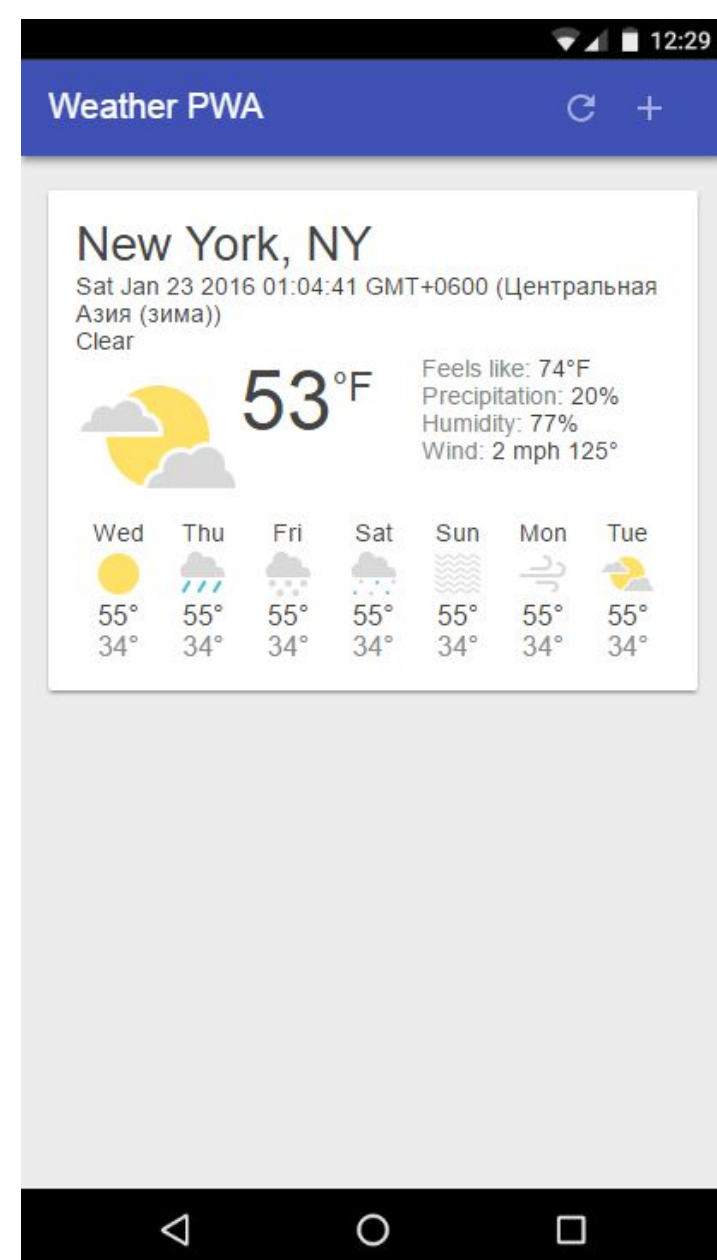 12:29
Weather PWA
New York, NY
Sat Jan 23 2016 01:04:41 GMT+0600 (Центральная
Азия (зима))
Clear
53°F
Feels like: 74°F
Precipitation: 20%
Humidity: 77%
Wind: 2 mph 125°
Wed Thu Fri Sat Sun Mon Tue
55° 55° 55° 55° 55° 55° 55°
34° 34° 34° 34° 34° 34° 34°